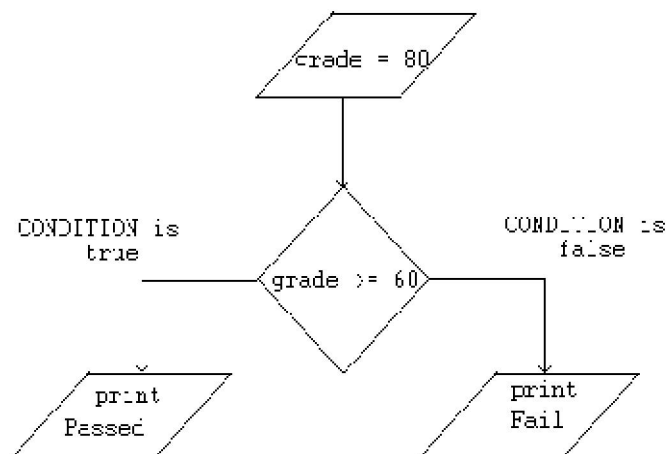 grade = 80
CONDITION is
true
grade >= 60
CONDITION is
false
print
Passed
print
Fail